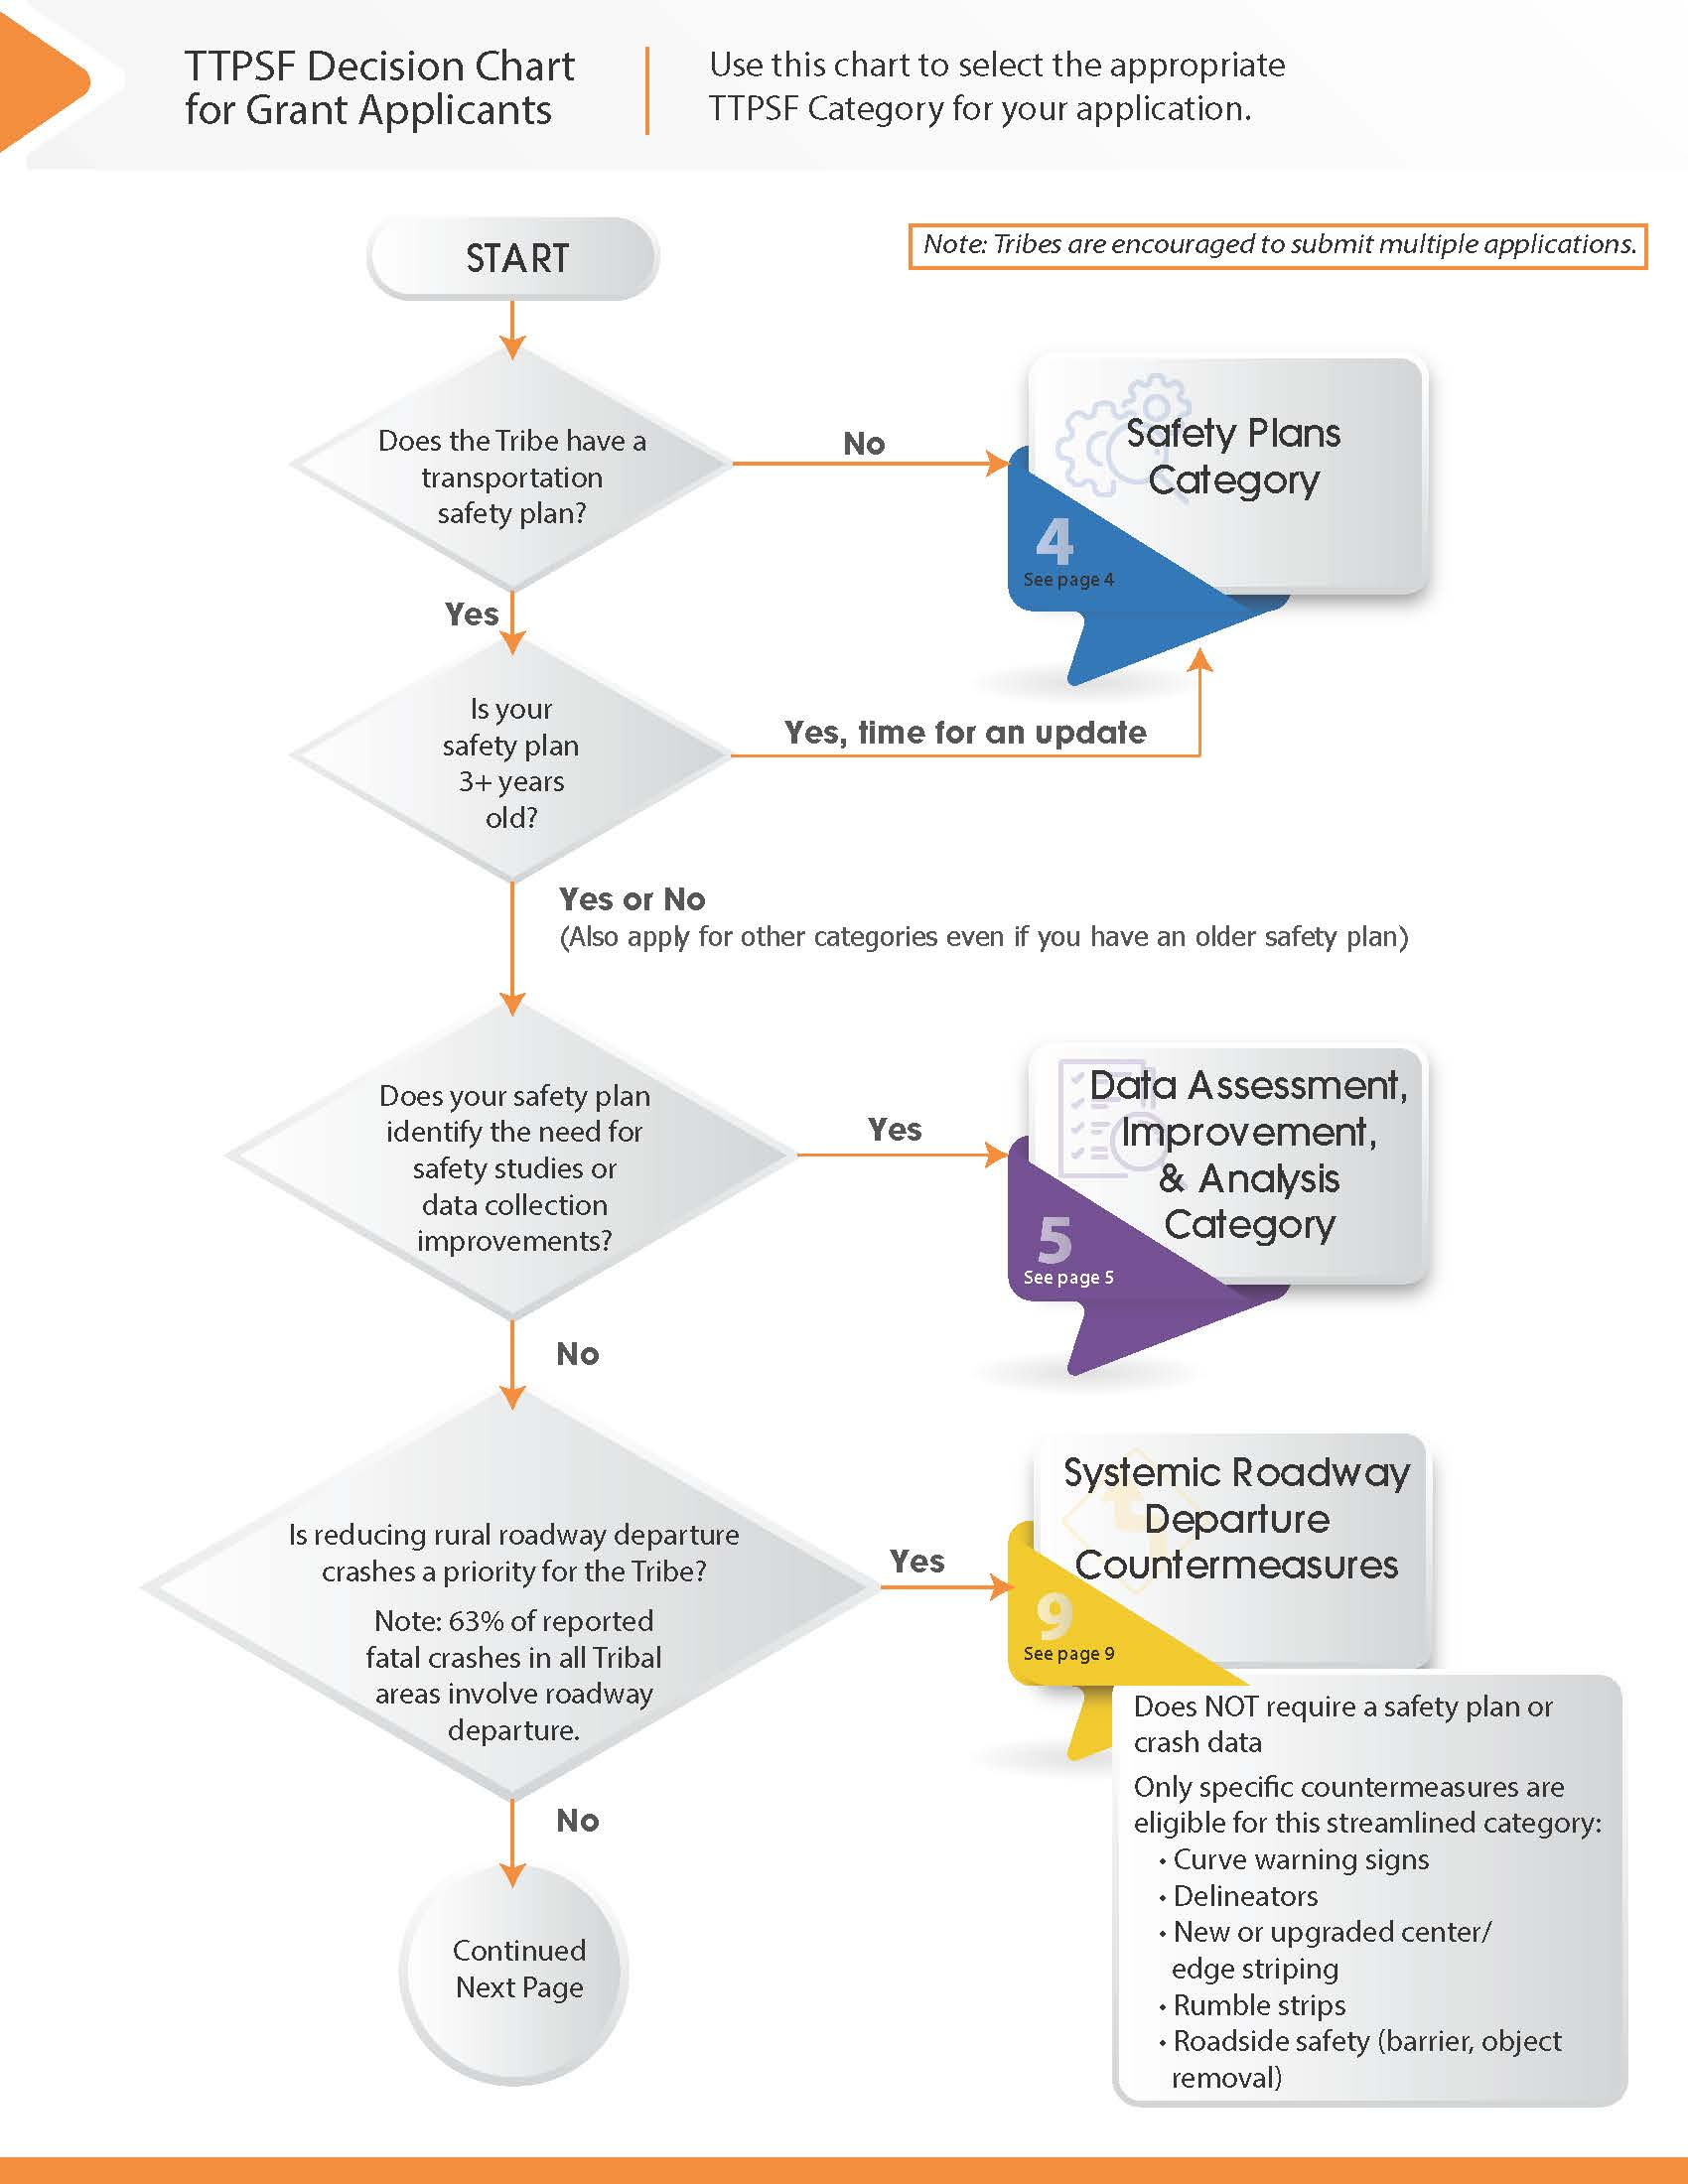 TTPSF Decision Chart
for Grant Applicants
Use this chart to select the appropriate
TTPSF Category for your application.
START
Note: Tribes are encouraged to submit multiple applications.
Does the Tribe have a
transportation
safety plan?
No
Safety Plans
Category
4
See page 4
Yes
Is your
safety plan
3+ years
old?
Yes, time for an update
Yes or No
(Also apply for other categories even if you have an older safety plan)
Does your safety plan
identify the need for
safety studies or
data collection
improvements?
Yes
Data Assessment,
Improvement,
& Analysis
Category
5
See page 5
No
Is reducing rural roadway departure
crashes a priority for the Tribe?
Note: 63% of reported
fatal crashes in all Tribal
areas involve roadway
departure.
Yes
Systemic Roadway
Departure
Countermeasures
9
See page 9
Does NOT require a safety plan or
crash data
Only specific countermeasures are
eligible for this streamlined category:
• Curve warning signs
• Delineators
• New or upgraded center/
edge striping
• Rumble strips
• Roadside safety (barrier, object
removal)
No
Continued
Next Page